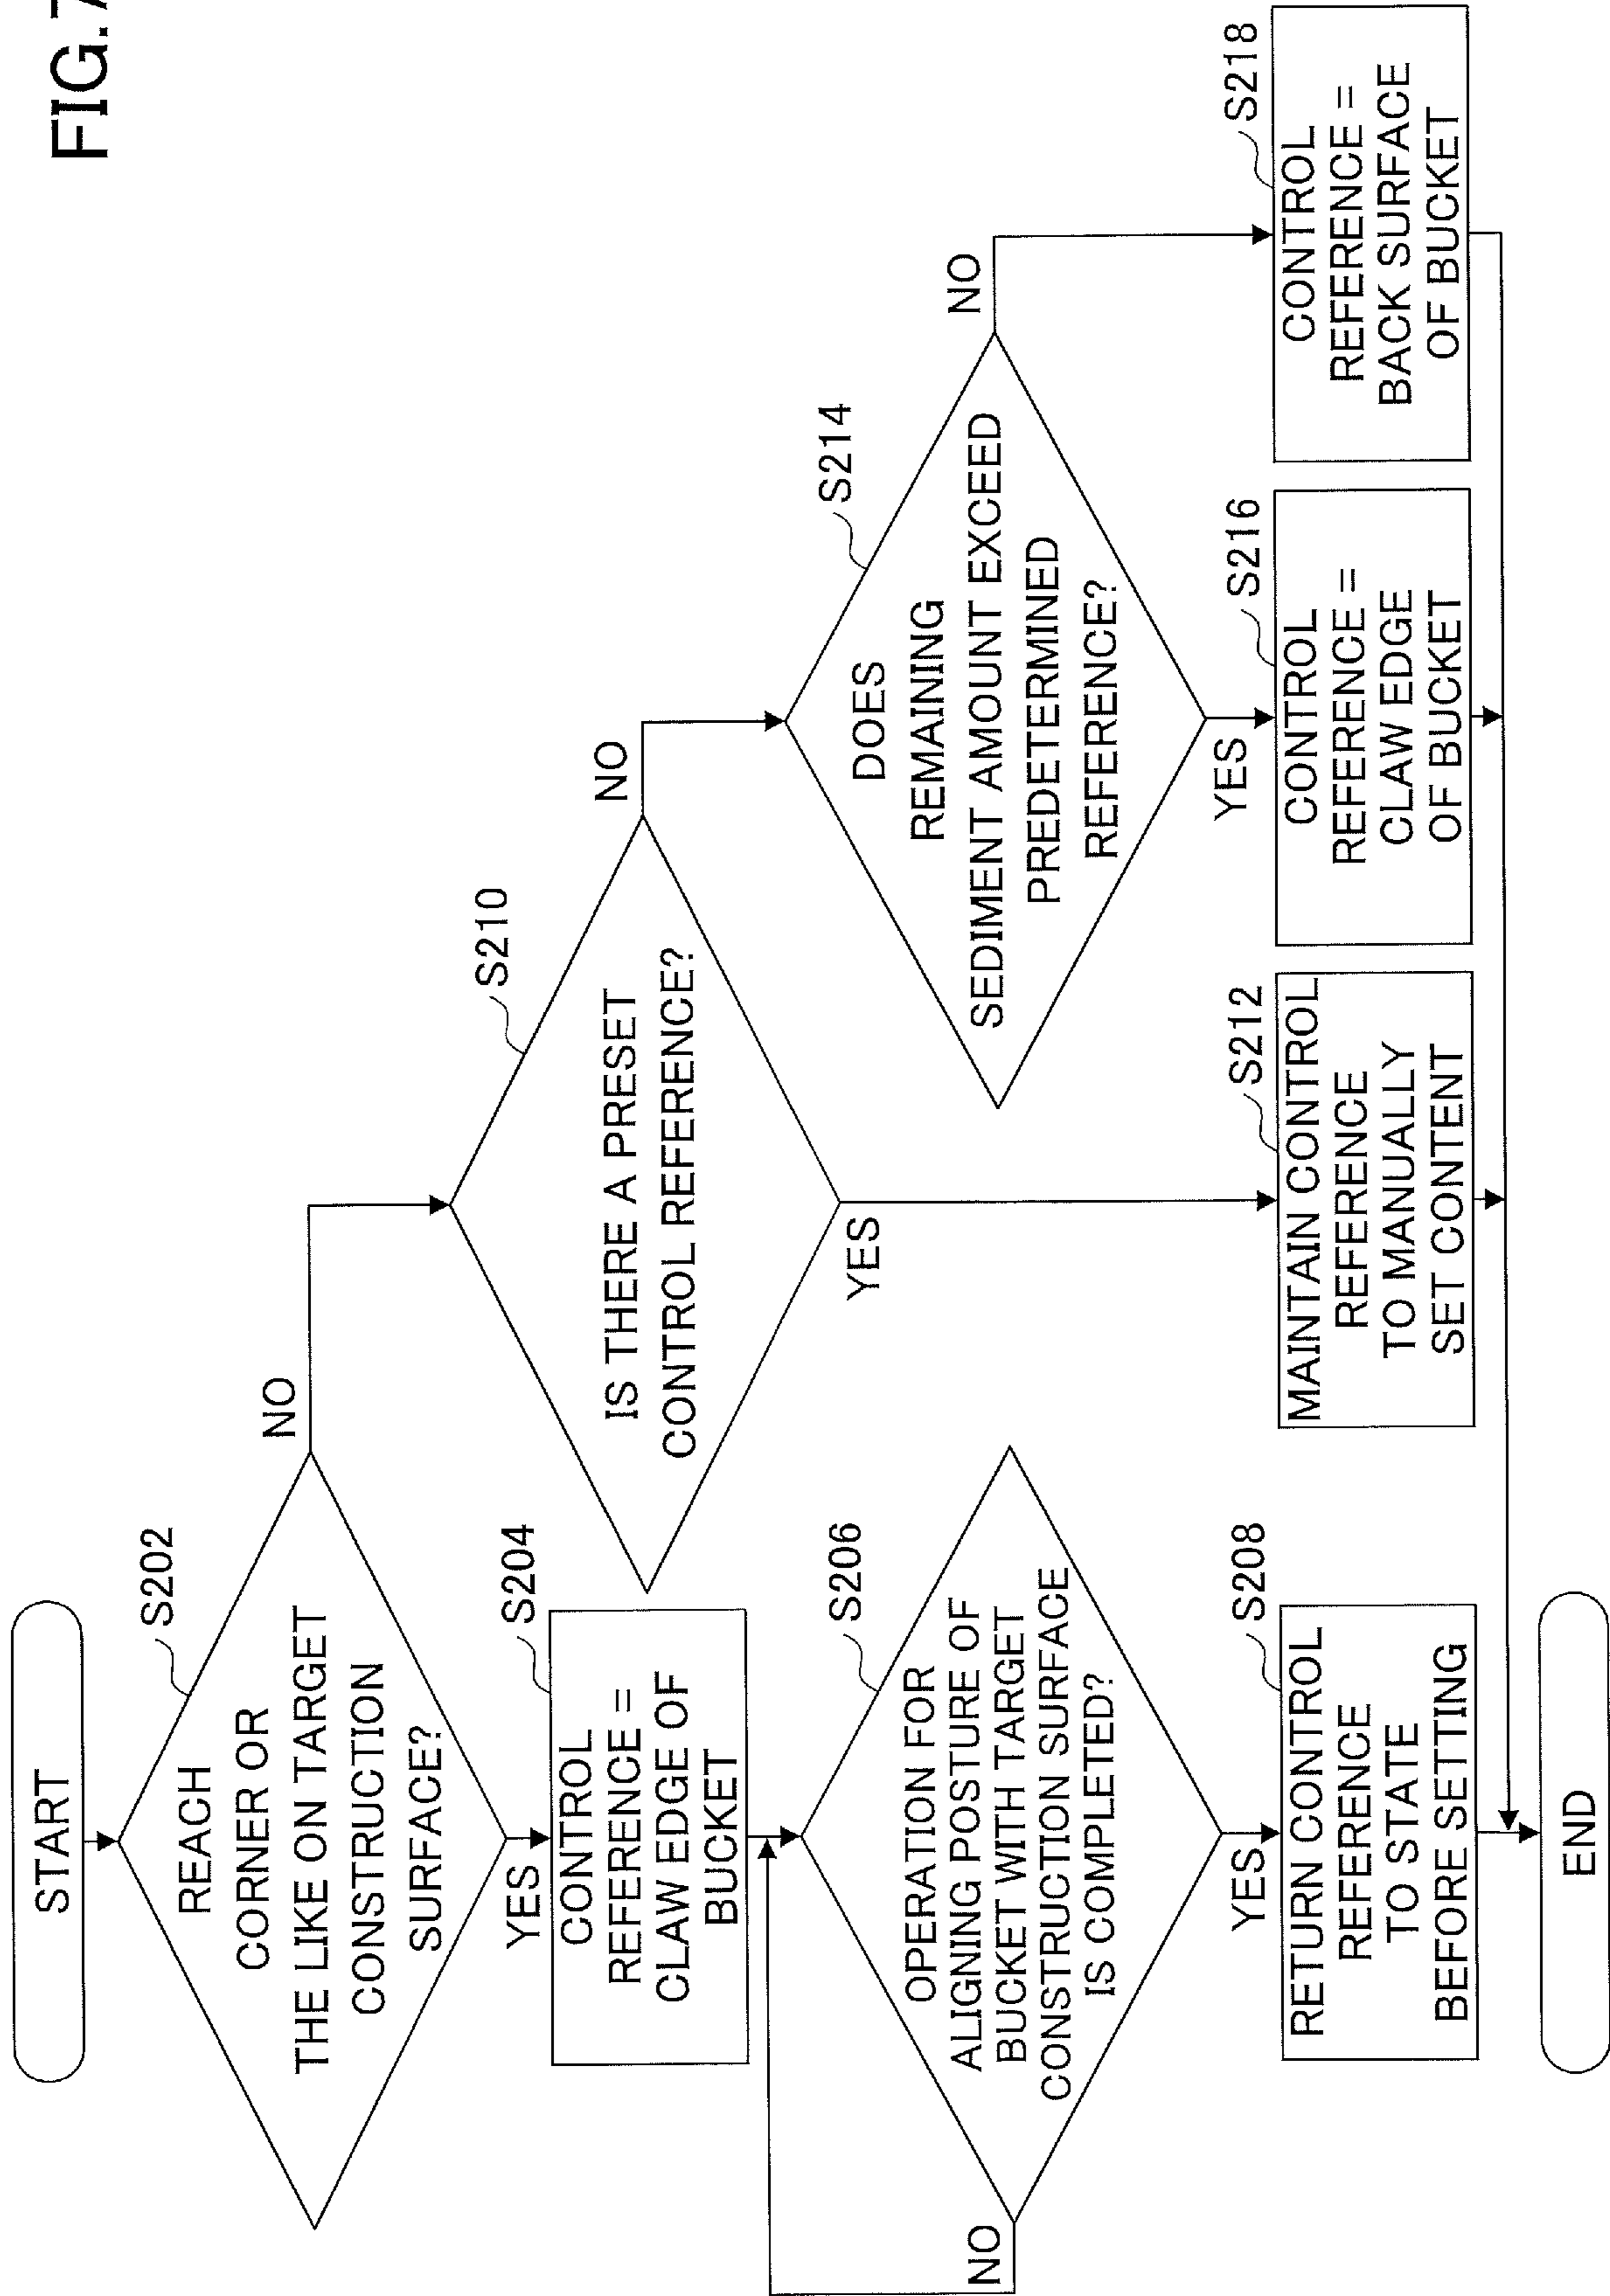 FIG.7
START
S202
REACH
CORNER OR
THE LIKE ON TARGET
CONSTRUCTION
SURFACE?
NO
YES
S204
CONTROL
REFERENCE =
CLAW EDGE OF
BUCKET
S206
OPERATION FOR
ALIGNING POSTURE OF
BUCKET WITH TARGET
CONSTRUCTION SURFACE
IS COMPLETED?
NO
YES
S208
RETURN CONTROL
REFERENCE
TO STATE
BEFORE SETTING
S210
IS THERE A PRESET
CONTROL REFERENCE?
NO
YES
S212
MAINTAIN CONTROL
REFERENCE
TO MANUALLY
SET CONTENT
S214
DOES
REMAINING
SEDIMENT AMOUNT EXCEED
PREDETERMINED
REFERENCE?
NO
YES
S216
CONTROL
REFERENCE =
CLAW EDGE
OF BUCKET
S218
CONTROL
REFERENCE =
BACK SURFACE
OF BUCKET
END